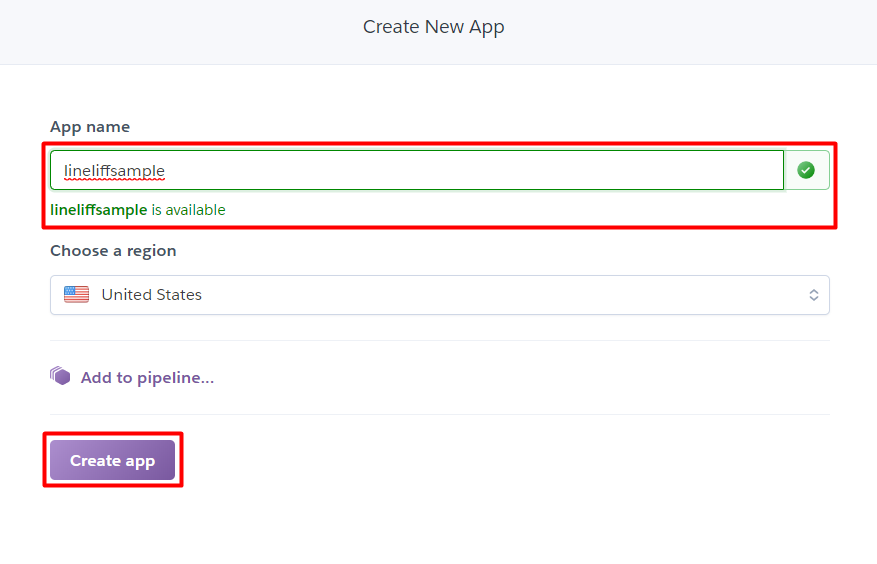 Create New App
App name
lineliffsample
lineliffsample is available
Choose a region
United States
Add to pipeline...
Create app